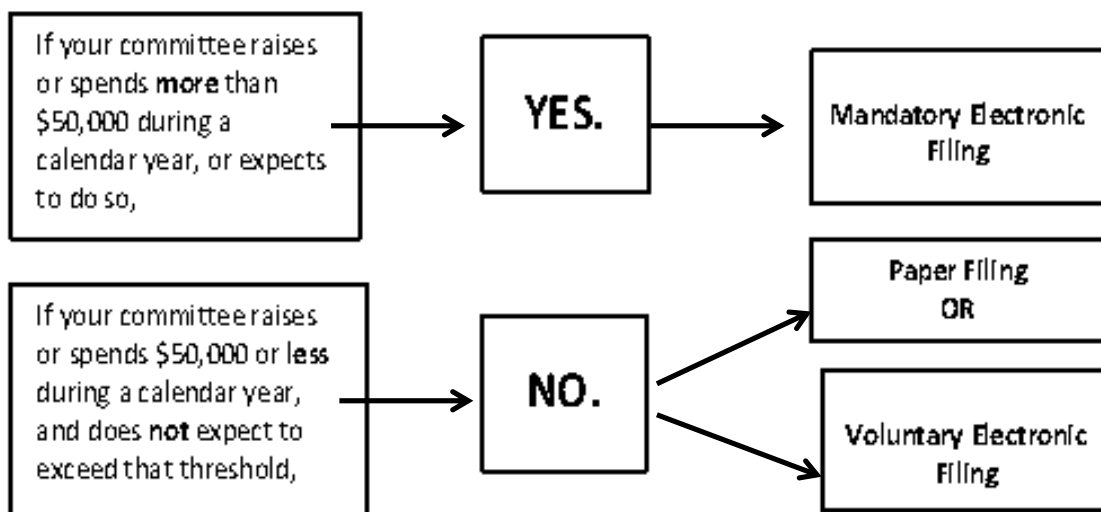 If your committee raises
or spends more than
$50,000 during a
calendar year, or expects
to do so,
YES.
Mandatory Electronic
Filing
If your committee raises
or spends $50,000 or less
during a calendar year,
and does not expect to
exceed that threshold,
NO.
Paper Filing
OR
Voluntary Electronic
Filing